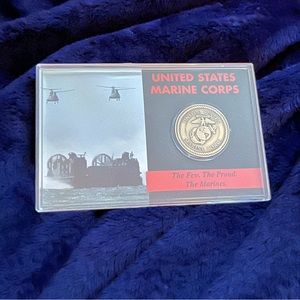 UNITED STATES
MARINE CORPS
The Few. The Proud.
The Marines.